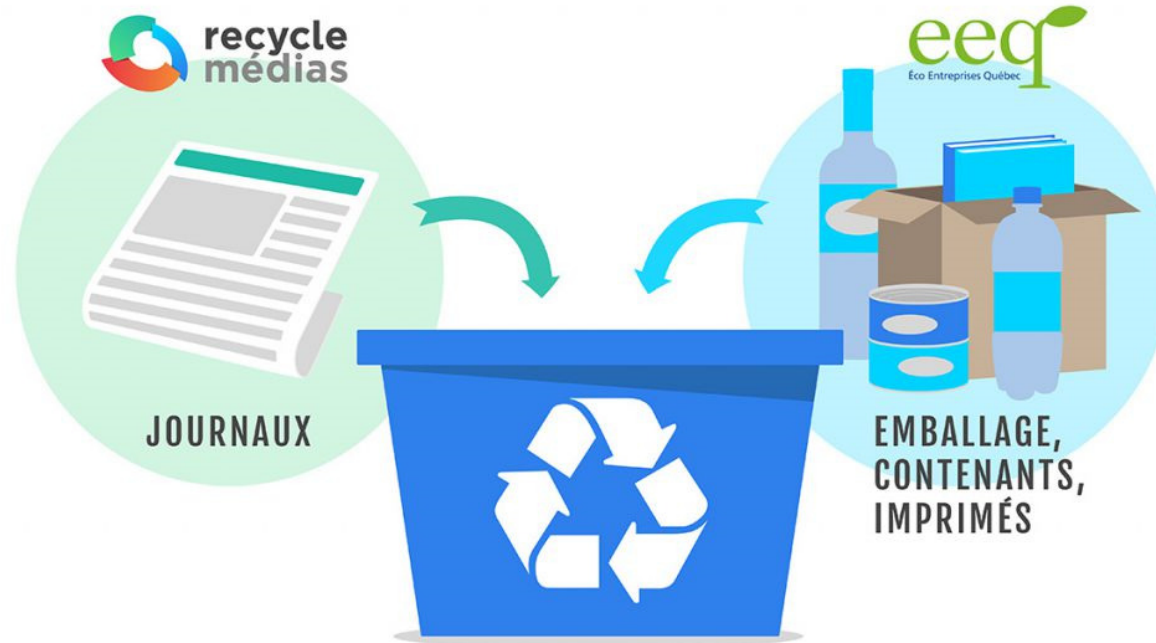 recycle
médias
eeq
Éco Entreprises Québec
JOURNAUX
EMBALLAGE,
CONTENANTS,
IMPRIMÉS